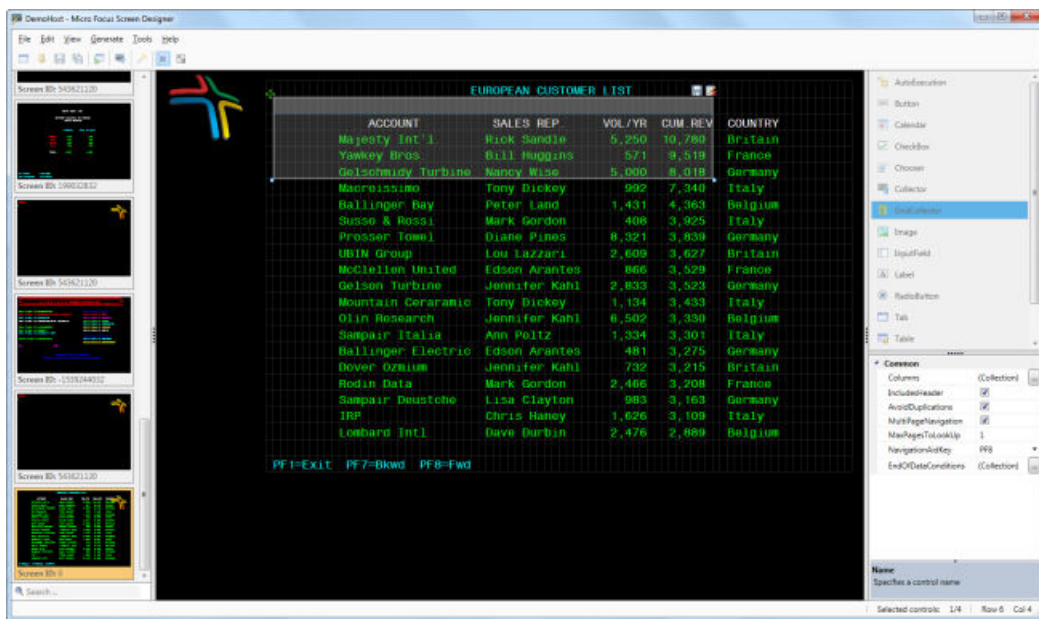 DemoHost - Micro Focus Screen Designer
File Edit View Generate Tools Help
Screen ID: 543621120
Screen ID: 543621120
Screen ID: -1539244032
Screen ID: 543621120
Screen ID: 0
Search...
EUROPEAN CUSTOMER LIST
ACCOUNT SALES REP VOL/YR CUM.REV COUNTRY
Majesty Int'l Rick Sandle 5,250 10,780 Britain
Yawkey Bros Bill Huggins 571 9,519 France
Gelschmidy Turbine Nancy Wise 5,000 8,018 Germany
Macroissimo Tony Dickey 992 7,340 Italy
Ballinger Bay Peter Land 1,431 4,363 Belgium
Susso & Rossi Mark Gordon 408 3,925 Italy
Prosser Towel Diane Pines 8,321 3,839 Germany
UBIN Group Lou Lazzari 2,609 3,627 Britain
McClellon United Edson Arantes 866 3,529 France
Gelson Turbine Jennifer Kahl 2,833 3,523 Germany
Mountain Ceraramic Tony Dickey 1,134 3,433 Italy
Olin Research Jennifer Kahl 6,502 3,330 Belgium
Sampair Italia Ann Poltz 1,334 3,301 Italy
Ballinger Electric Edson Arantes 481 3,275 Germany
Dover Ozmium Jennifer Kahl 732 3,215 Britain
Rodin Data Mark Gordon 2,466 3,208 France
Sampair Deustche Lisa Clayton 983 3,163 Germany
IRP Chris Haney 1,626 3,109 Italy
Lombard Intl Dave Durbin 2,476 2,889 Belgium
PF1=Exit PF7=Bkwd PF8=Fwd
AutoExecution
Button
Calendar
CheckBox
Chooser
Collector
GridCollector
Image
InputField
Label
RadioButton
Tab
Table
Common
Columns (Collection)
IncludedHeader
AvoidDuplications
MultiPageNavigation
MaxPagesToLookUp 1
NavigationAidKey PF8
EndOfDataConditions (Collection)
Name
Specifies a control name
Selected controls: 1/4 Row 6 Col 4